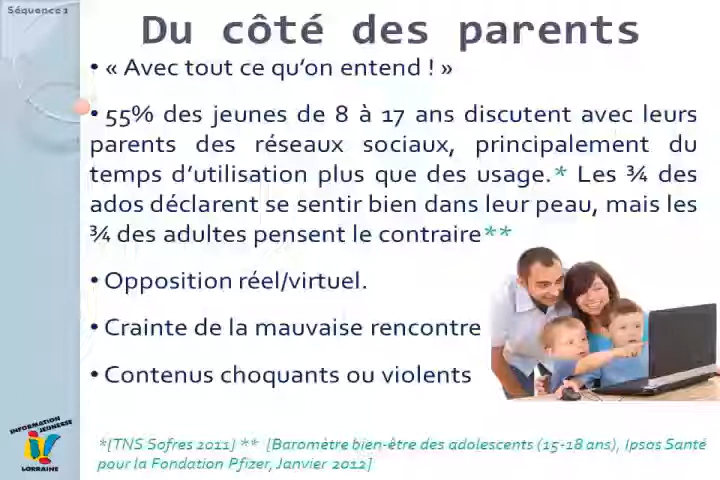 Séquence 1
Du côté des parents
• « Avec tout ce qu’on entend ! »
• 55% des jeunes de 8 à 17 ans discutent avec leurs
parents des réseaux sociaux, principalement du
temps d’utilisation plus que des usage.* Les ¾ des
ados déclarent se sentir bien dans leur peau, mais les
¾ des adultes pensent le contraire**
• Opposition réel/virtuel.
• Crainte de la mauvaise rencontre
• Contenus choquants ou violents
*[TNS Sofres 2011] ** [Baromètre bien-être des adolescents (15-18 ans), Ipsos Santé
pour la Fondation Pfizer, Janvier 2012]
INFORMATION
JEUNESSE
LORRAINE